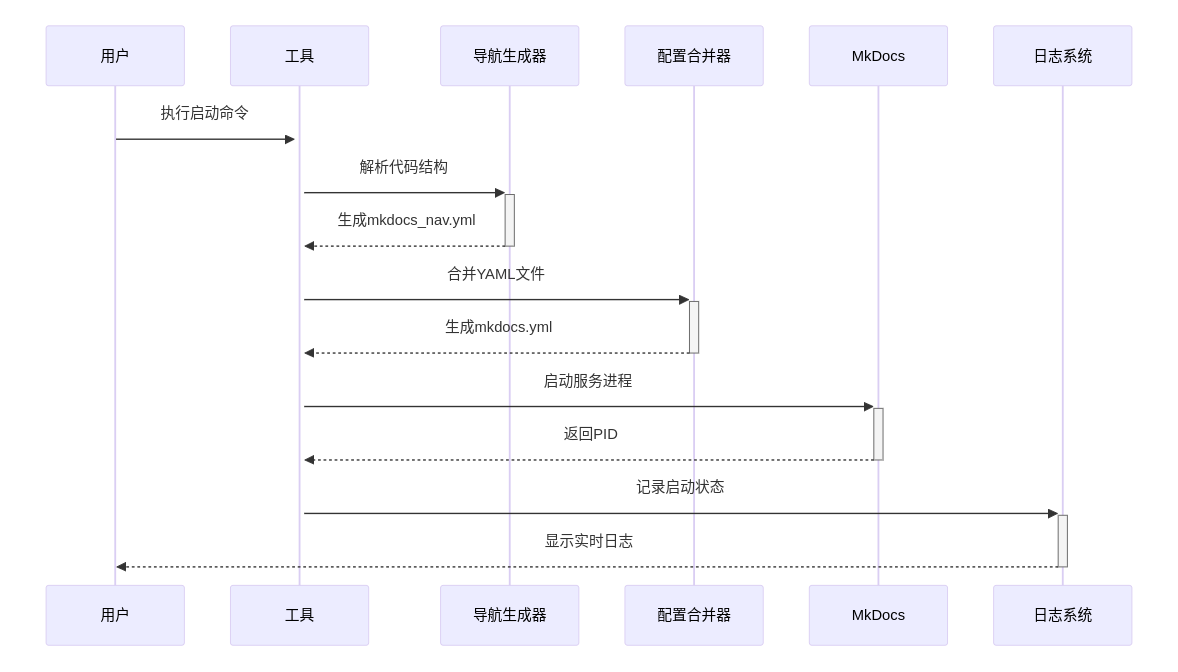 用户
工具
导航生成器
配置合并器
MkDocs
日志系统
执行启动命令
解析代码结构
生成mkdocs_nav.yml
合并YAML文件
生成mkdocs.yml
启动服务进程
返回PID
记录启动状态
显示实时日志
用户
工具
导航生成器
配置合并器
MkDocs
日志系统